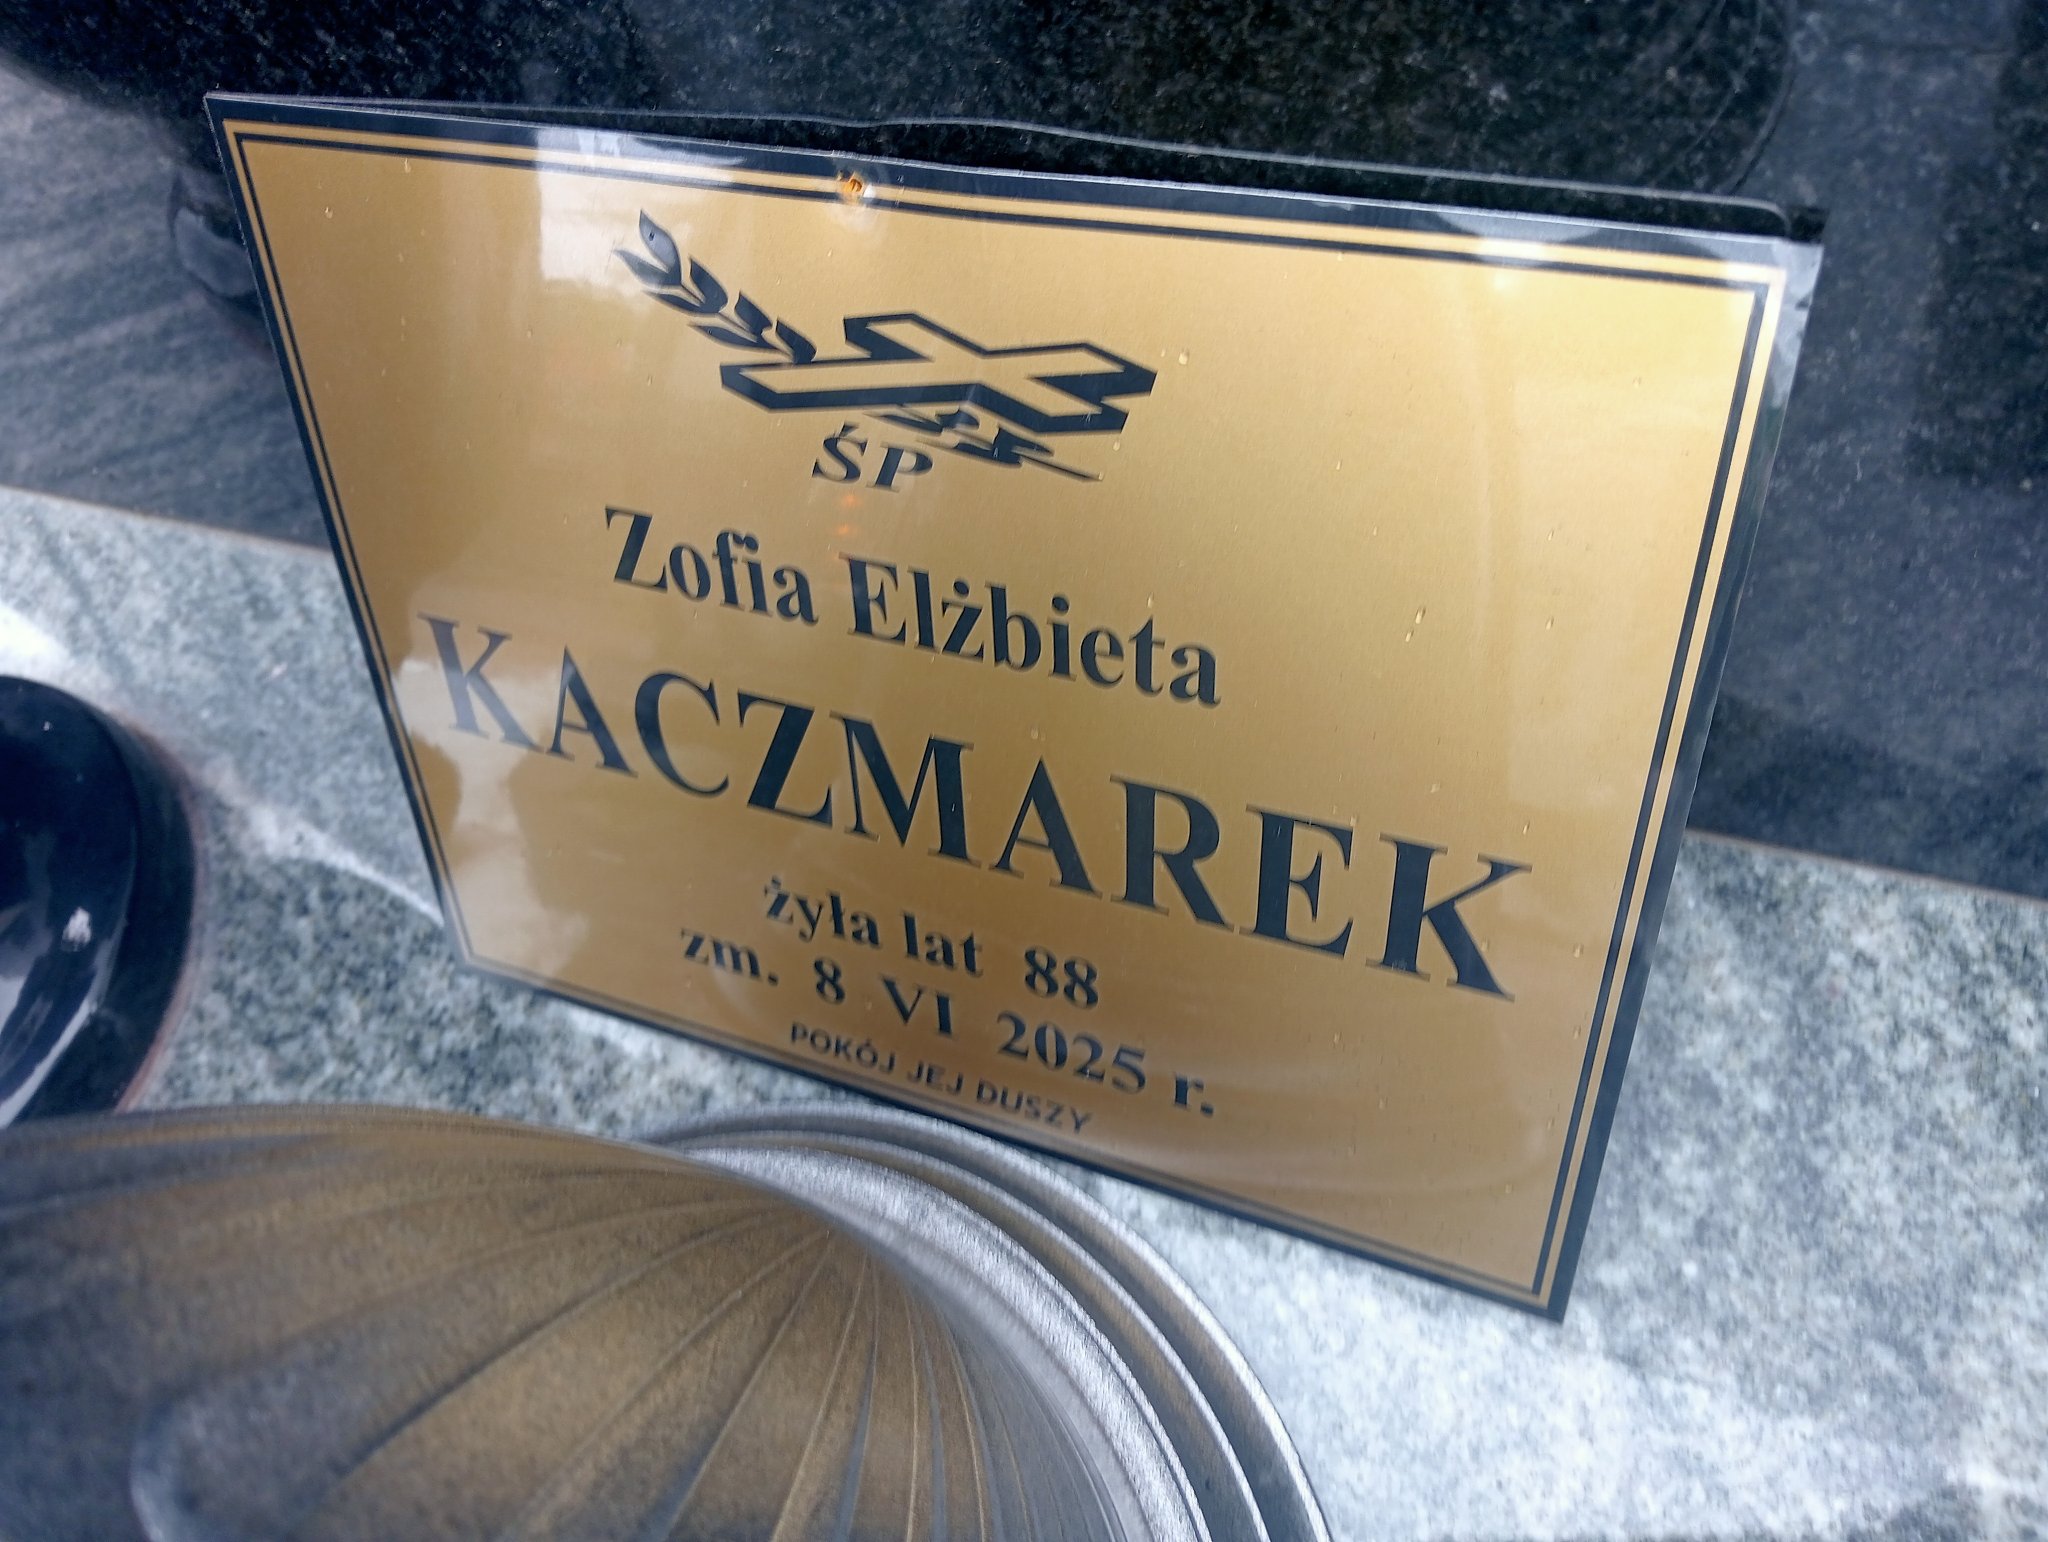 ŚP
Zofia Elżbieta
KACZMAREK
żyła lat 88
zm. 8 VI 2025 r.
POKÓJ JEJ DUSZY